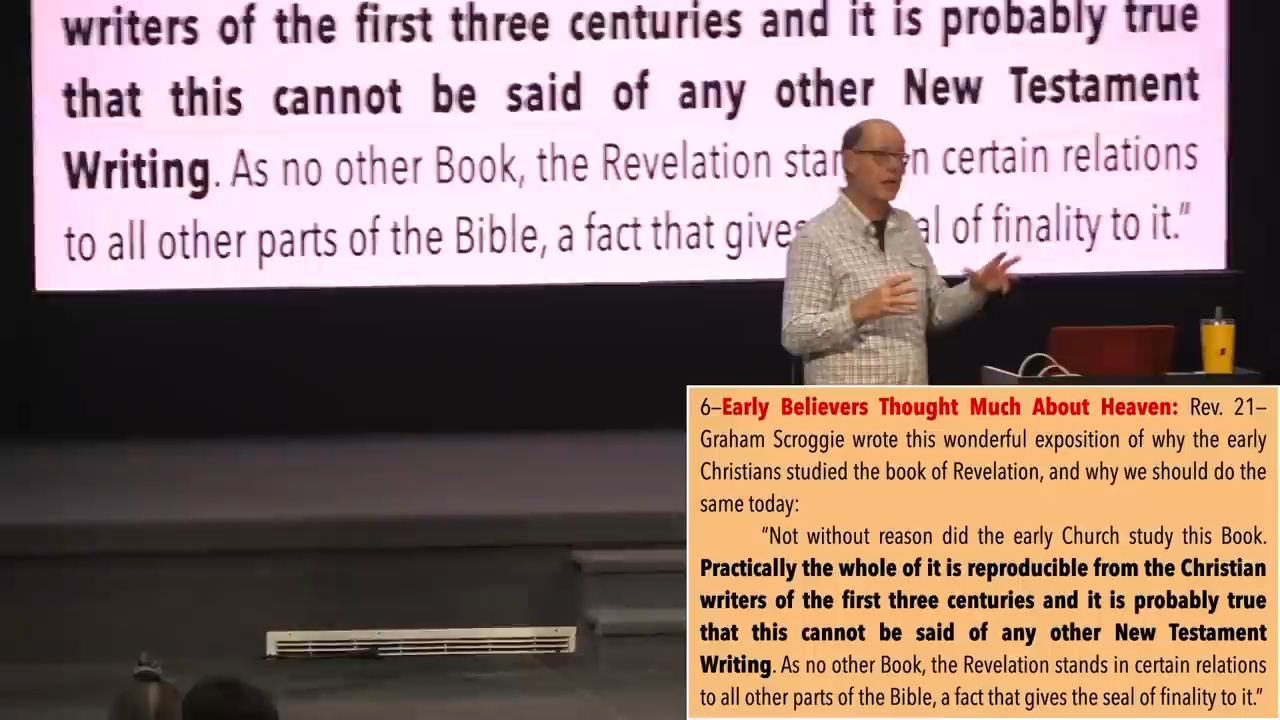 writers of the first three centuries and it is probably true
that this cannot be said of any other New Testament
Writing. As no other Book, the Revelation certain relations
to all other parts of the Bible, a fact that of finality to it.”
6–Early Believers Thought Much About Heaven: Rev. 21–
Graham Scroggie wrote this wonderful exposition of why the early
Christians studied the book of Revelation, and why we should do the
same today:
“Not without reason did the early Church study this Book.
Practically the whole of it is reproducible from the Christian
writers of the first three centuries and it is probably true
that this cannot be said of any other New Testament
Writing. As no other Book, the Revelation stands in certain relations
to all other parts of the Bible, a fact that gives the seal of finality to it.”